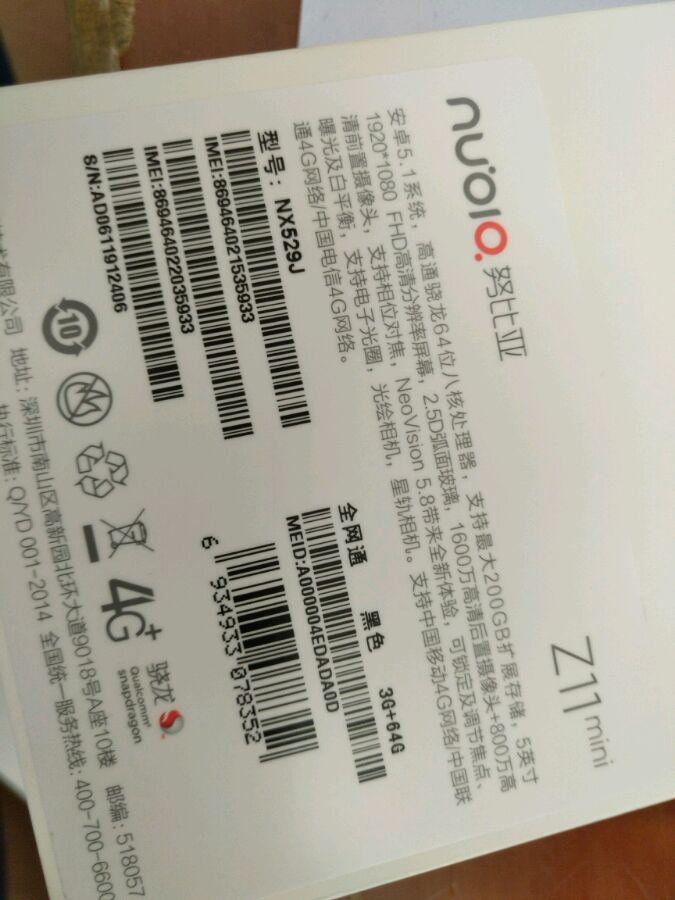 nubia 努比亚
Z11 mini
安卓5.1系统，高通骁龙64位八核处理器，支持最大200GB扩展存储，5英寸
1920*1080 FHD高清分辨率屏幕，2.5D弧面玻璃，1600万高清后置摄像头+800万高
清前置摄像头，支持相位对焦，NeoVision 5.8带来全新体验，可锁定及调节焦点、
曝光及白平衡，支持电子光圈，光绘相机，星轨相机。支持中国移动4G网络/中国联
通4G网络/中国电信4G网络。
型号：NX529J
IMEI:869464021535933
IMEI:869464022035933
S/N:AD0611912406
全网通 黑色 3G+64G
MEID:A000004EDADA0D
6 934933 078352
10
4G+
骁龙
Qualcomm
snapdragon
技有限公司 地址：深圳市南山区高新园北环大道9018号A座10楼 邮编：518057
执行标准：Q/YD 001-2014 全国统一服务热线：400-700-6600